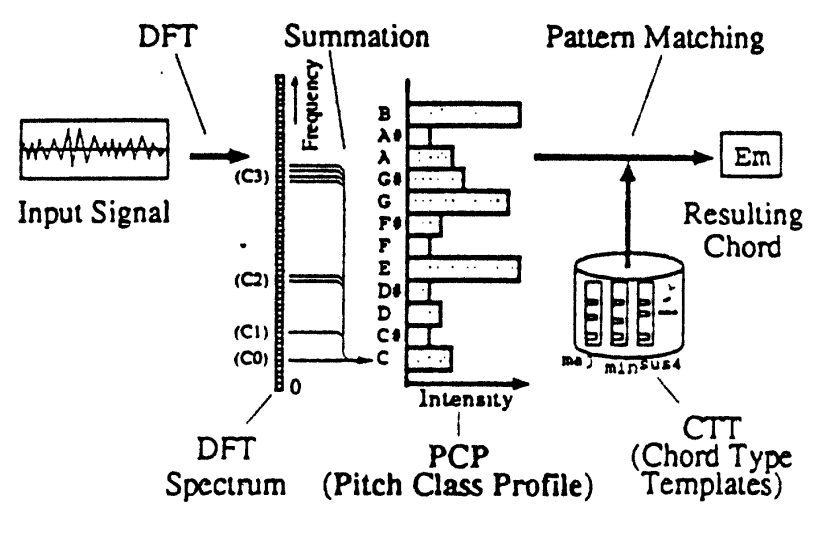 DFT
Summation
Pattern Matching
Frequency
B
A#
A
G#
G
F#
F
E
D#
D
C#
C
(C3)
(C2)
(C1)
(C0)
0
Input Signal
Em
Resulting
Chord
maj min sus4
Intensity
DFT
Spectrum
PCP
(Pitch Class Profile)
CTT
(Chord Type
Templates)